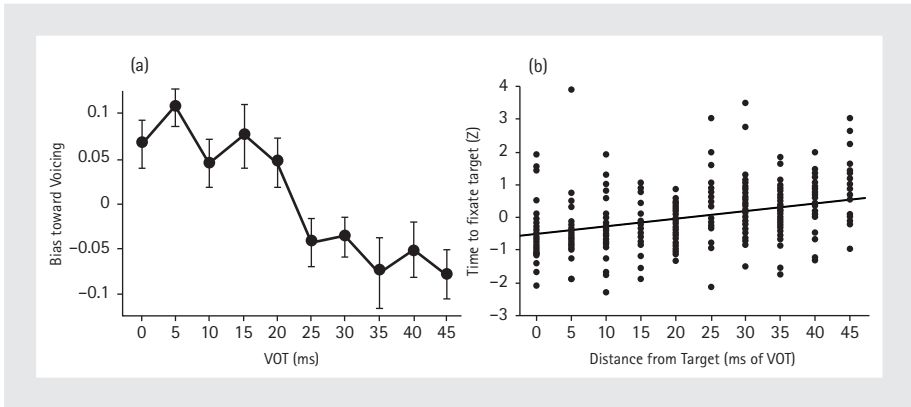 (a)
0.1
0.05
0
−0.05
−0.1
Bias toward Voicing
0 5 10 15 20 25 30 35 40 45
VOT (ms)
(b)
4
3
2
1
0
−1
−2
−3
Time to fixate target (Z)
0 5 10 15 20 25 30 35 40 45
Distance from Target (ms of VOT)